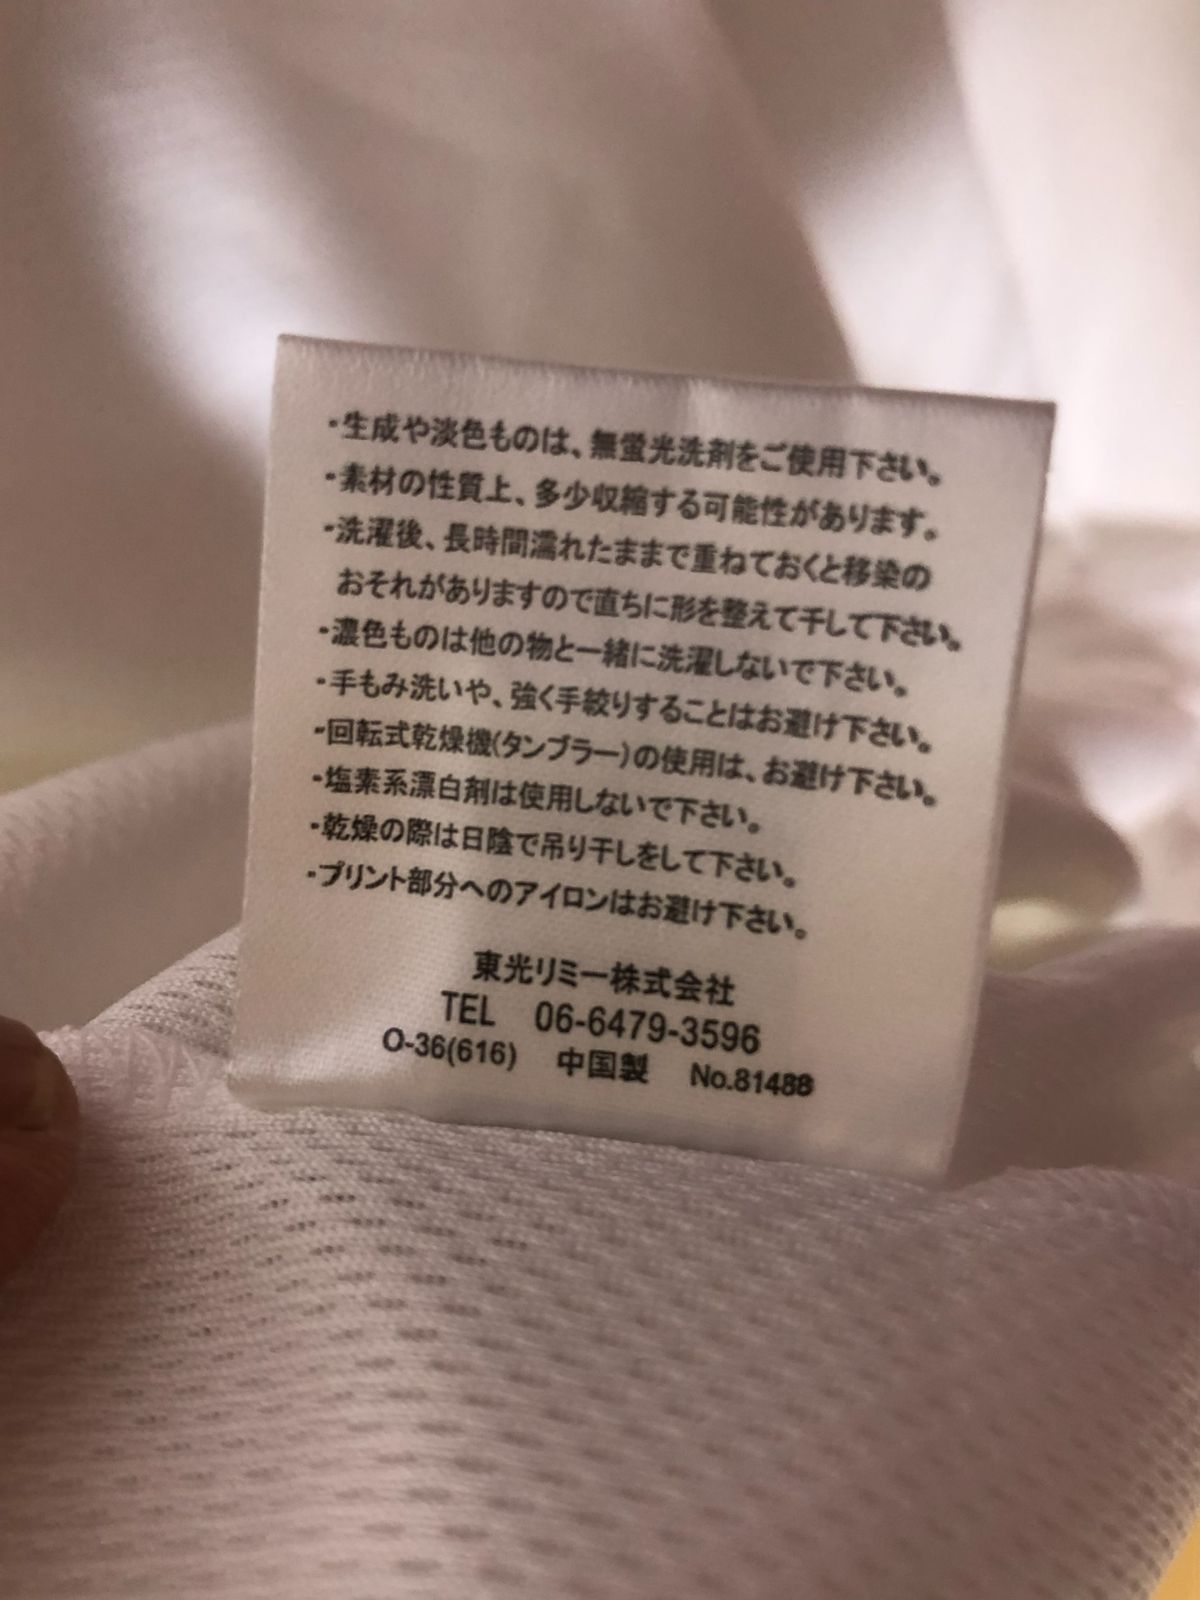 ・生成や淡色ものは、無蛍光洗剤をご使用下さい。
・素材の性質上、多少収縮する可能性があります。
・洗濯後、長時間濡れたままで重ねておくと移染の
おそれがありますので直ちに形を整えて干して下さい。
・濃色ものは他の物と一緒に洗濯しないで下さい。
・手もみ洗いや、強く手絞りすることはお避け下さい。
・回転式乾燥機(タンブラー)の使用は、お避け下さい。
・塩素系漂白剤は使用しないで下さい。
・乾燥の際は日陰で吊り干しをして下さい。
・プリント部分へのアイロンはお避け下さい。
東光リミー株式会社
TEL 06-6479-3596
O-36(616) 中国製 No.81488